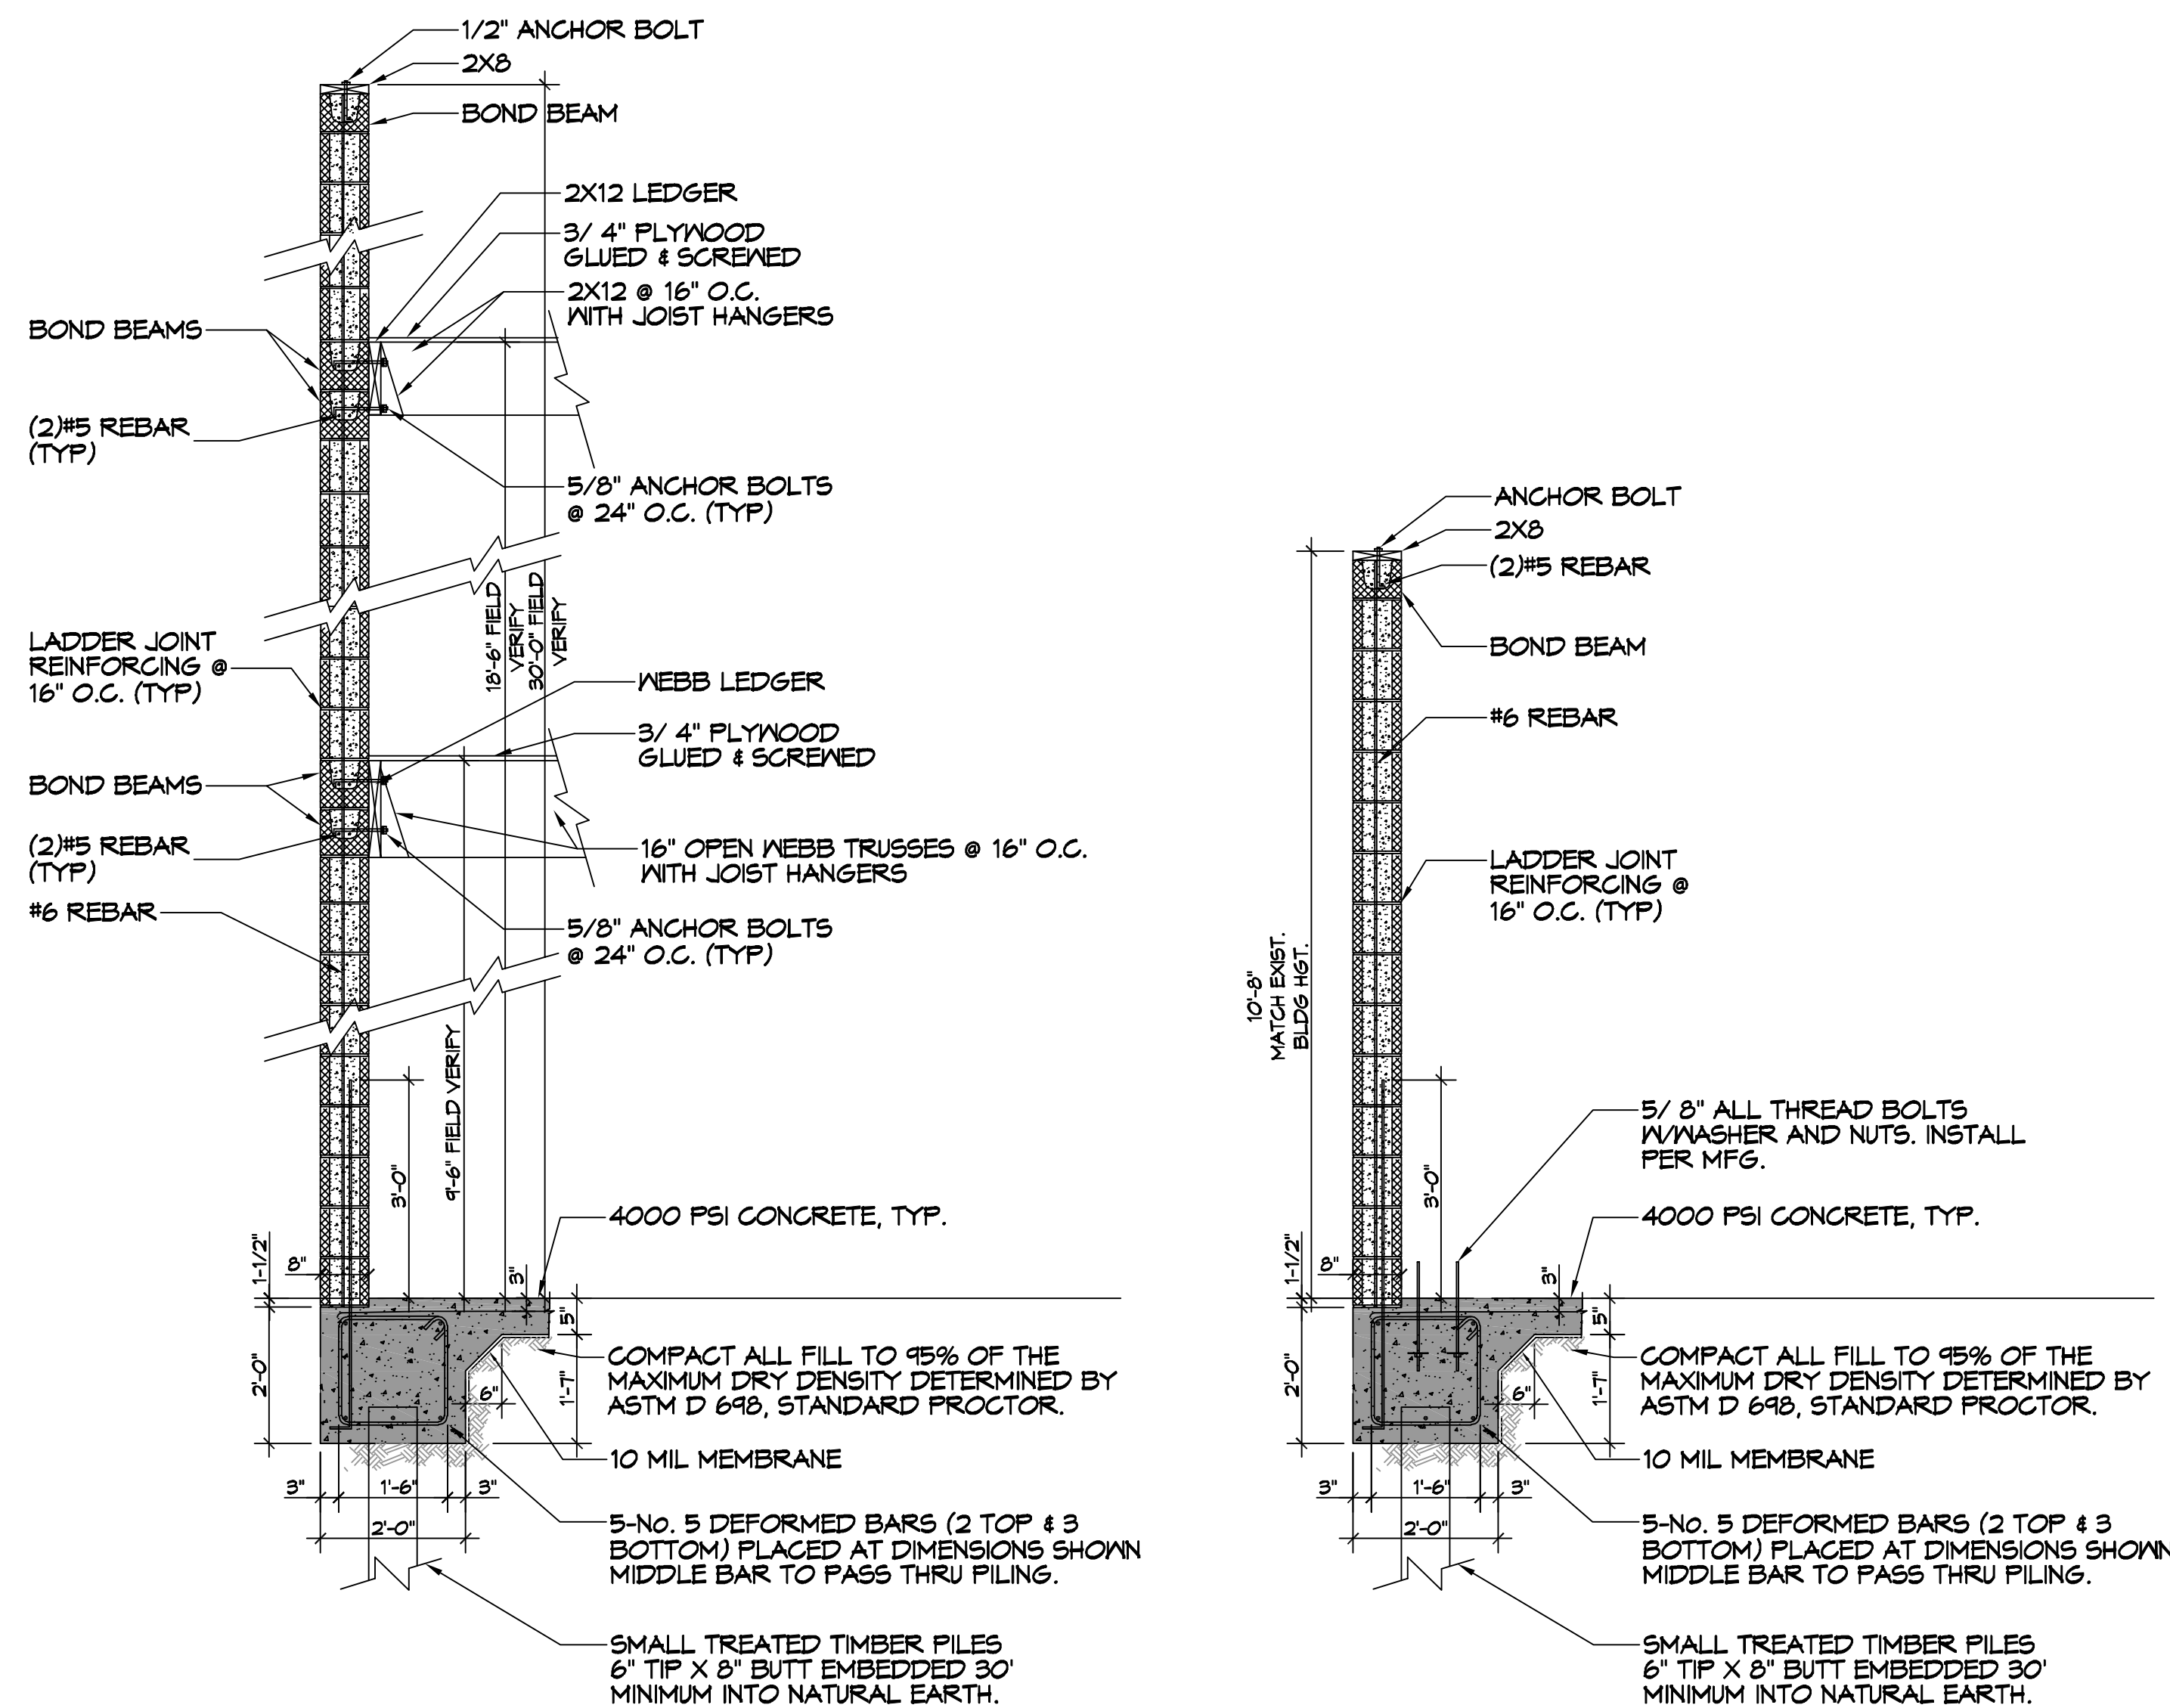 1/2" ANCHOR BOLT
2X8
BOND BEAM
2X12 LEDGER
3/ 4" PLYWOOD
GLUED & SCREWED
2X12 @ 16" O.C.
WITH JOIST HANGERS
BOND BEAMS
(2)#5 REBAR
(TYP)
5/8" ANCHOR BOLTS
@ 24" O.C. (TYP)
18'-6" FIELD
VERIFY
30'-0" FIELD
VERIFY
LADDER JOINT
REINFORCING @
16" O.C. (TYP)
WEBB LEDGER
3/ 4" PLYWOOD
GLUED & SCREWED
BOND BEAMS
(2)#5 REBAR
(TYP)
16" OPEN WEBB TRUSSES @ 16" O.C.
WITH JOIST HANGERS
#6 REBAR
5/8" ANCHOR BOLTS
@ 24" O.C. (TYP)
9'-6" FIELD VERIFY
3'-0"
4000 PSI CONCRETE, TYP.
1-1/2"
8"
3"
5"
2'-0"
6"
1'-7"
COMPACT ALL FILL TO 95% OF THE
MAXIMUM DRY DENSITY DETERMINED BY
ASTM D 698, STANDARD PROCTOR.
10 MIL MEMBRANE
3"
1'-6"
3"
2'-0"
5-No. 5 DEFORMED BARS (2 TOP & 3
BOTTOM) PLACED AT DIMENSIONS SHOWN
MIDDLE BAR TO PASS THRU PILING.
SMALL TREATED TIMBER PILES
6" TIP X 8" BUTT EMBEDDED 30'
MINIMUM INTO NATURAL EARTH.
ANCHOR BOLT
2X8
(2)#5 REBAR
BOND BEAM
#6 REBAR
LADDER JOINT
REINFORCING @
16" O.C. (TYP)
10'-8"
MATCH EXIST.
BLDG HGT.
5/ 8" ALL THREAD BOLTS
W/WASHER AND NUTS. INSTALL
PER MFG.
3'-0"
4000 PSI CONCRETE, TYP.
1-1/2"
8"
3"
5"
2'-0"
6"
1'-7"
COMPACT ALL FILL TO 95% OF THE
MAXIMUM DRY DENSITY DETERMINED BY
ASTM D 698, STANDARD PROCTOR.
10 MIL MEMBRANE
3"
1'-6"
3"
2'-0"
5-No. 5 DEFORMED BARS (2 TOP & 3
BOTTOM) PLACED AT DIMENSIONS SHOWN
MIDDLE BAR TO PASS THRU PILING.
SMALL TREATED TIMBER PILES
6" TIP X 8" BUTT EMBEDDED 30'
MINIMUM INTO NATURAL EARTH.